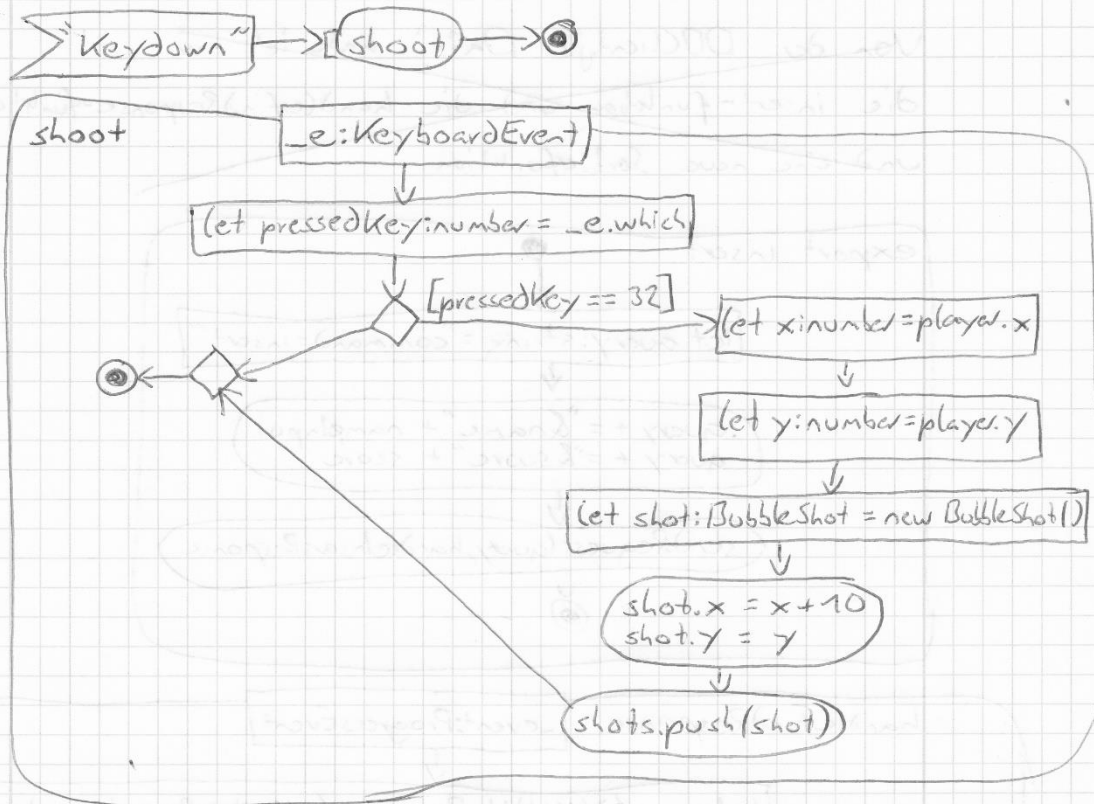 "Keydown"
shoot
shoot
_e:KeyboardEvent
let pressedKey:number = _e.which
[pressedKey == 32]
let x:number=player.x
let y:number=player.y
let shot:BubbleShot = new BubbleShot()
shot.x = x+10
shot.y = y
shots.push(shot)